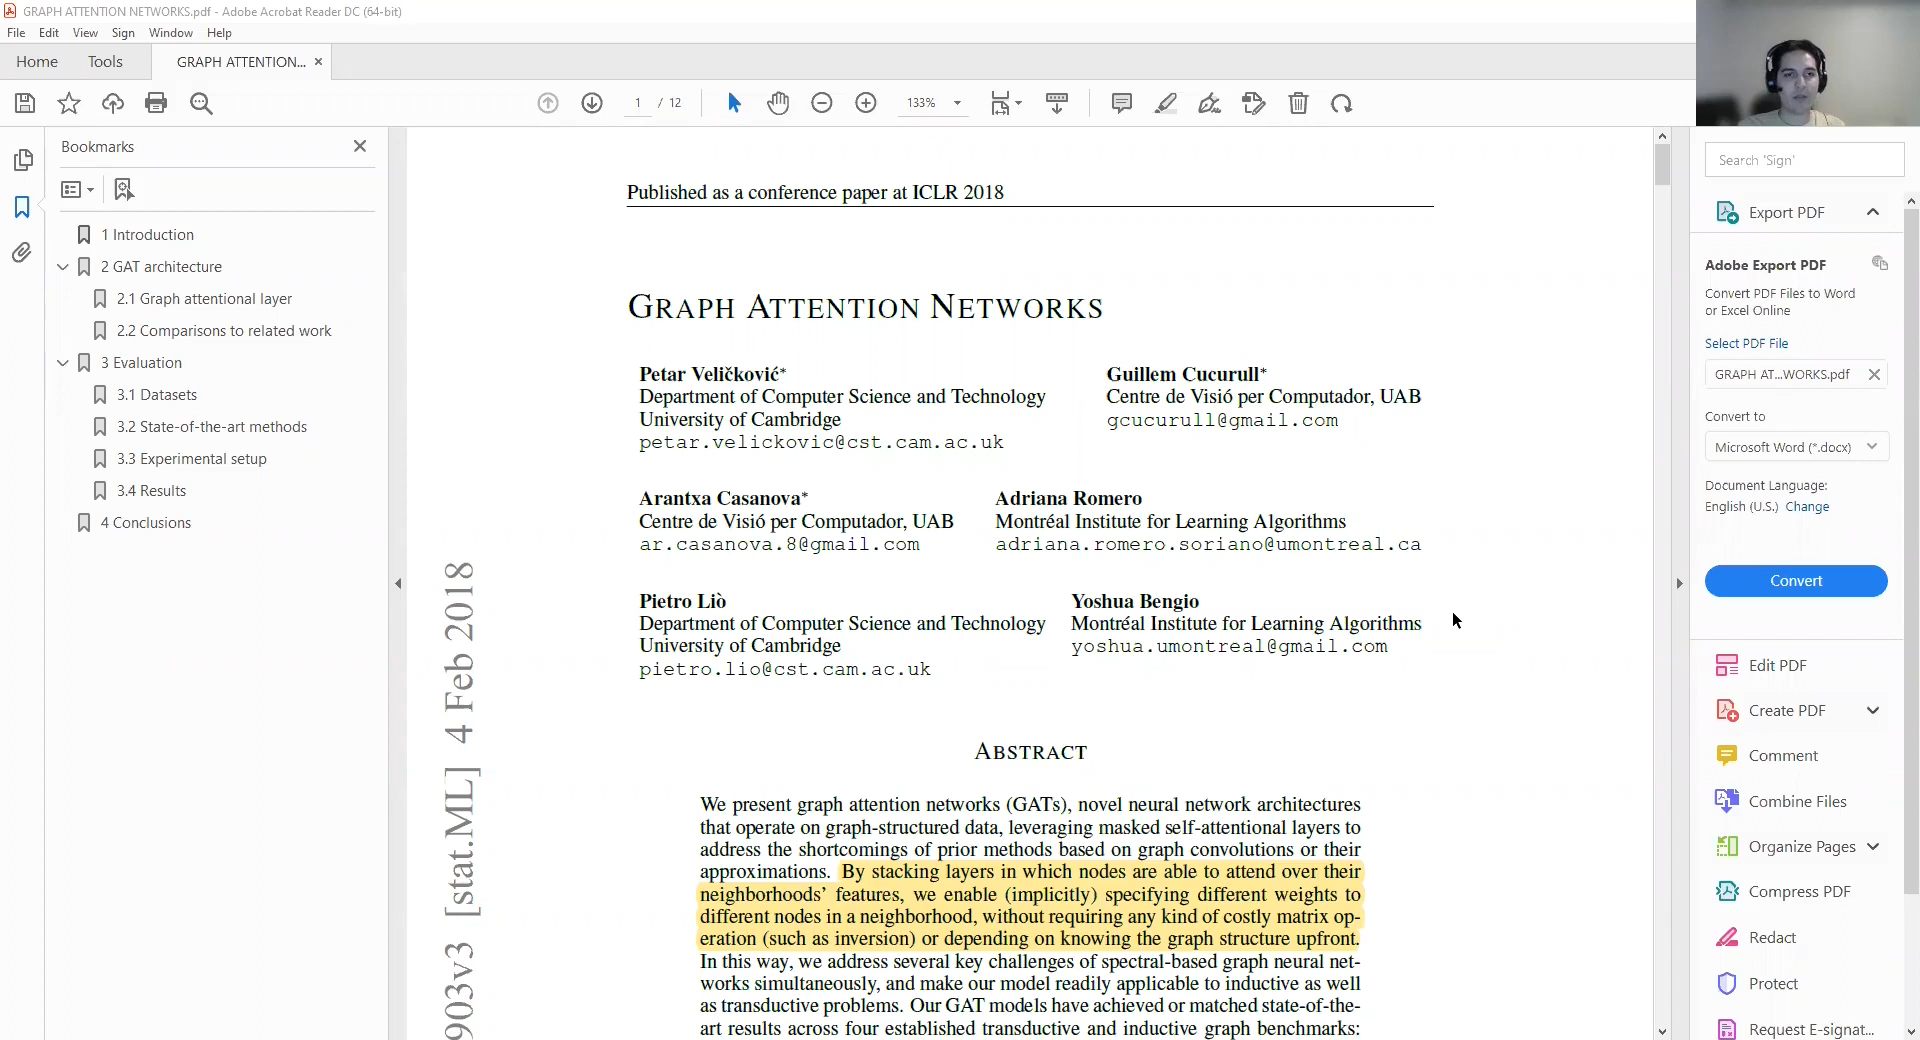 GRAPH ATTENTION NETWORKS.pdf - Adobe Acrobat Reader DC (64-bit)
File Edit View Sign Window Help
Home Tools GRAPH ATTENTION... ×
1 / 12 133%
Bookmarks
1 Introduction
2 GAT architecture
2.1 Graph attentional layer
2.2 Comparisons to related work
3 Evaluation
3.1 Datasets
3.2 State-of-the-art methods
3.3 Experimental setup
3.4 Results
4 Conclusions
903v3 [stat.ML] 4 Feb 2018
Published as a conference paper at ICLR 2018
GRAPH ATTENTION NETWORKS
Petar Veličković*
Department of Computer Science and Technology
University of Cambridge
petar.velickovic@cst.cam.ac.uk
Guillem Cucurull*
Centre de Visió per Computador, UAB
gcucurull@gmail.com
Arantxa Casanova*
Centre de Visió per Computador, UAB
ar.casanova.8@gmail.com
Adriana Romero
Montréal Institute for Learning Algorithms
adriana.romero.soriano@umontreal.ca
Pietro Liò
Department of Computer Science and Technology
University of Cambridge
pietro.lio@cst.cam.ac.uk
Yoshua Bengio
Montréal Institute for Learning Algorithms
yoshua.umontreal@gmail.com
ABSTRACT
We present graph attention networks (GATs), novel neural network architectures
that operate on graph-structured data, leveraging masked self-attentional layers to
address the shortcomings of prior methods based on graph convolutions or their
approximations. By stacking layers in which nodes are able to attend over their
neighborhoods' features, we enable (implicitly) specifying different weights to
different nodes in a neighborhood, without requiring any kind of costly matrix op-
eration (such as inversion) or depending on knowing the graph structure upfront.
In this way, we address several key challenges of spectral-based graph neural net-
works simultaneously, and make our model readily applicable to inductive as well
as transductive problems. Our GAT models have achieved or matched state-of-the-
art results across four established transductive and inductive graph benchmarks:
Search 'Sign'
Export PDF
Adobe Export PDF
Convert PDF Files to Word
or Excel Online
Select PDF File
GRAPH AT...WORKS.pdf
Convert to
Microsoft Word (*.docx)
Document Language:
English (U.S.) Change
Convert
Edit PDF
Create PDF
Comment
Combine Files
Organize Pages
Compress PDF
Redact
Protect
Request E-signat...